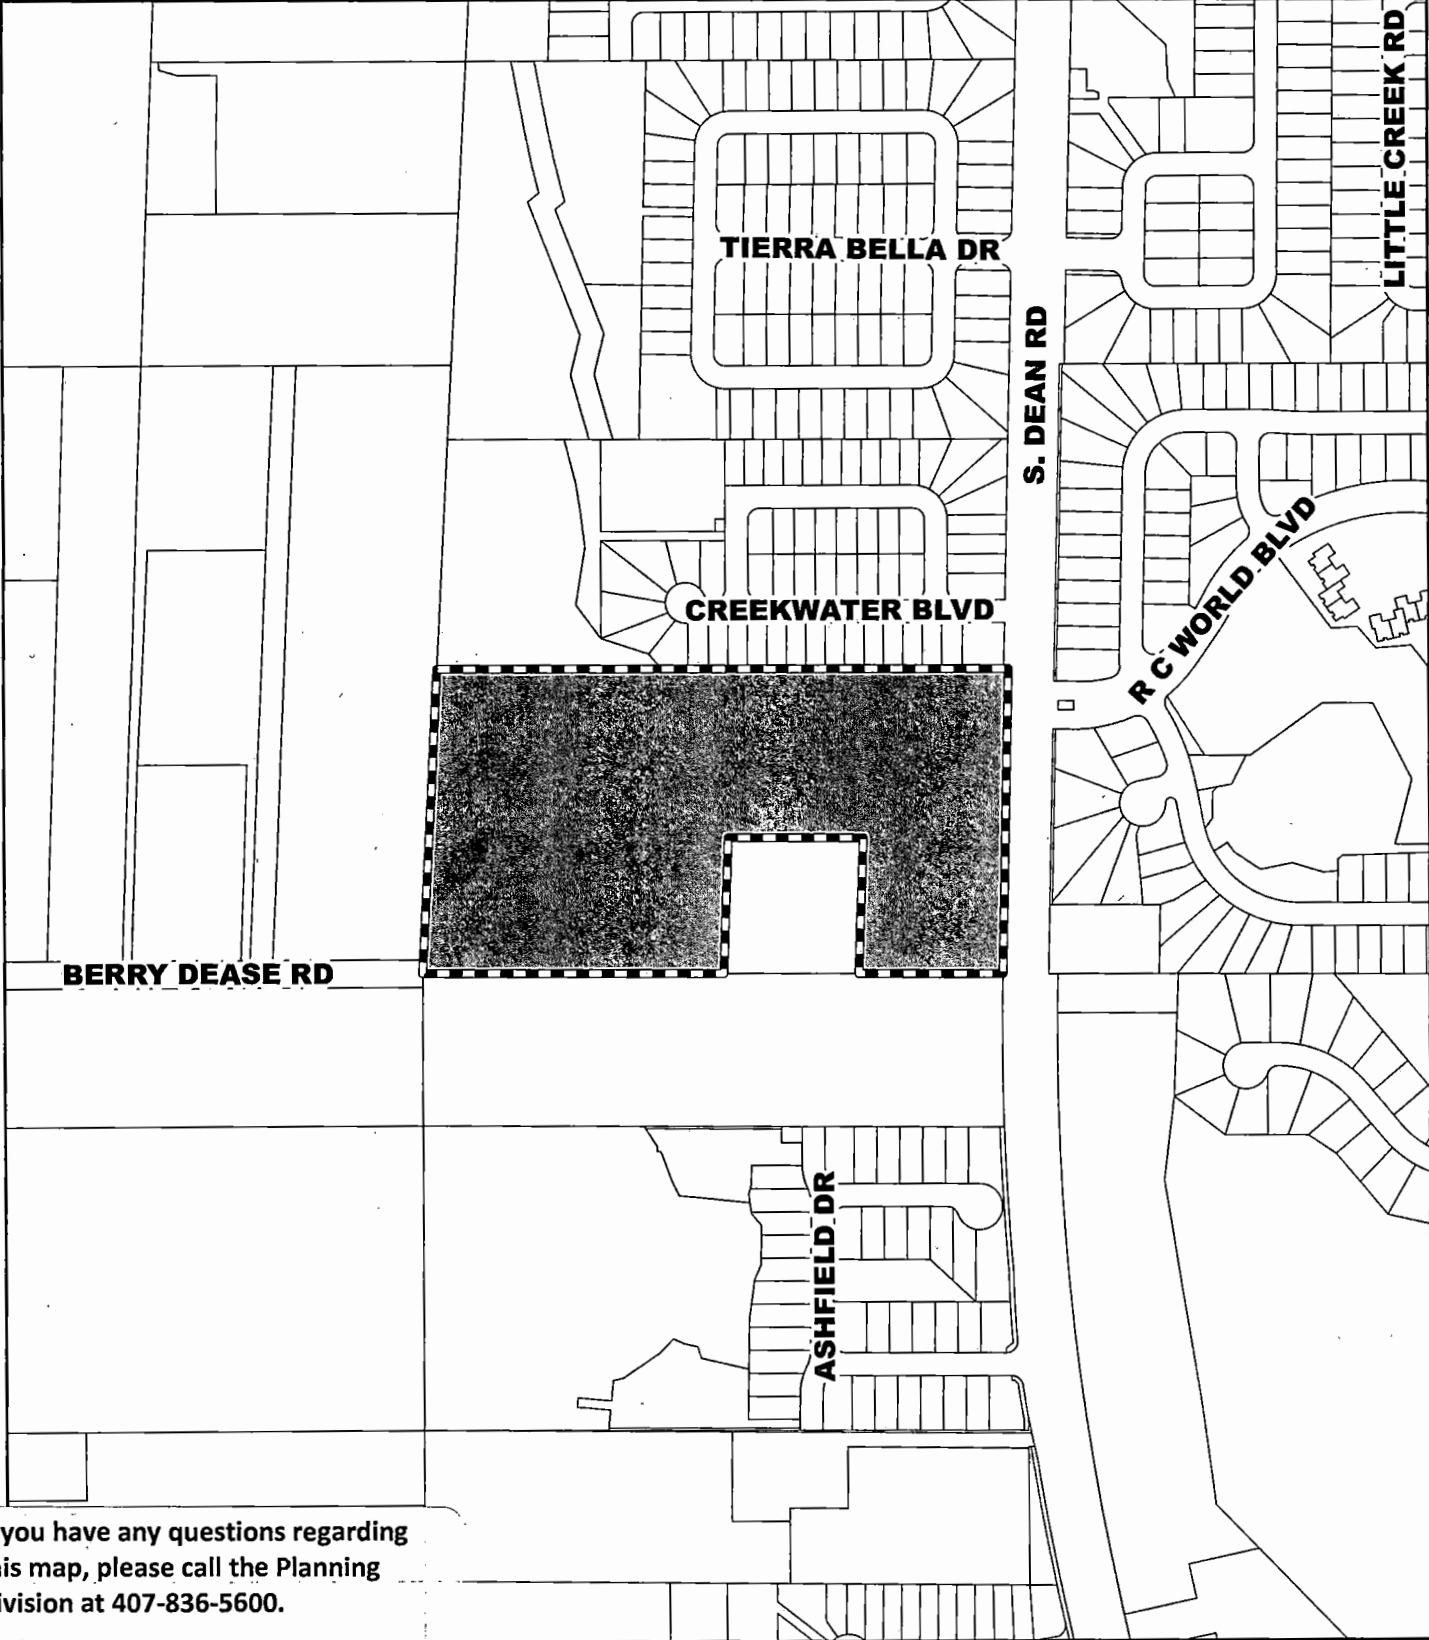 LITTLE CREEK RD
TIERRA BELLA DR
S. DEAN RD
R C WORLD BLVD
CREEKWATER BLVD
BERRY DEASE RD
ASHFIELD DR
you have any questions regarding
is map, please call the Planning
ivision at 407-836-5600.